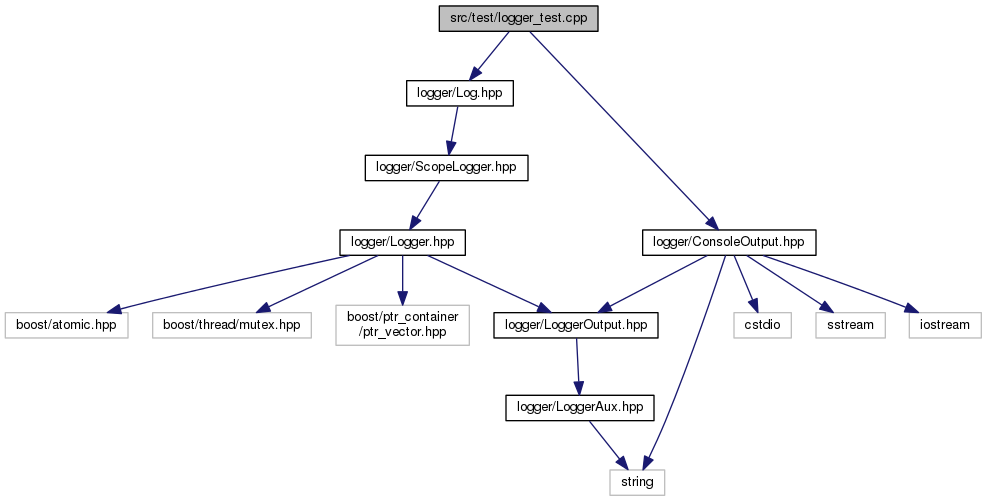 src/test/logger_test.cpp
logger/Log.hpp
logger/ScopeLogger.hpp
logger/Logger.hpp
logger/ConsoleOutput.hpp
boost/atomic.hpp
boost/thread/mutex.hpp
boost/ptr_container
/ptr_vector.hpp
logger/LoggerOutput.hpp
cstdio
sstream
iostream
logger/LoggerAux.hpp
string